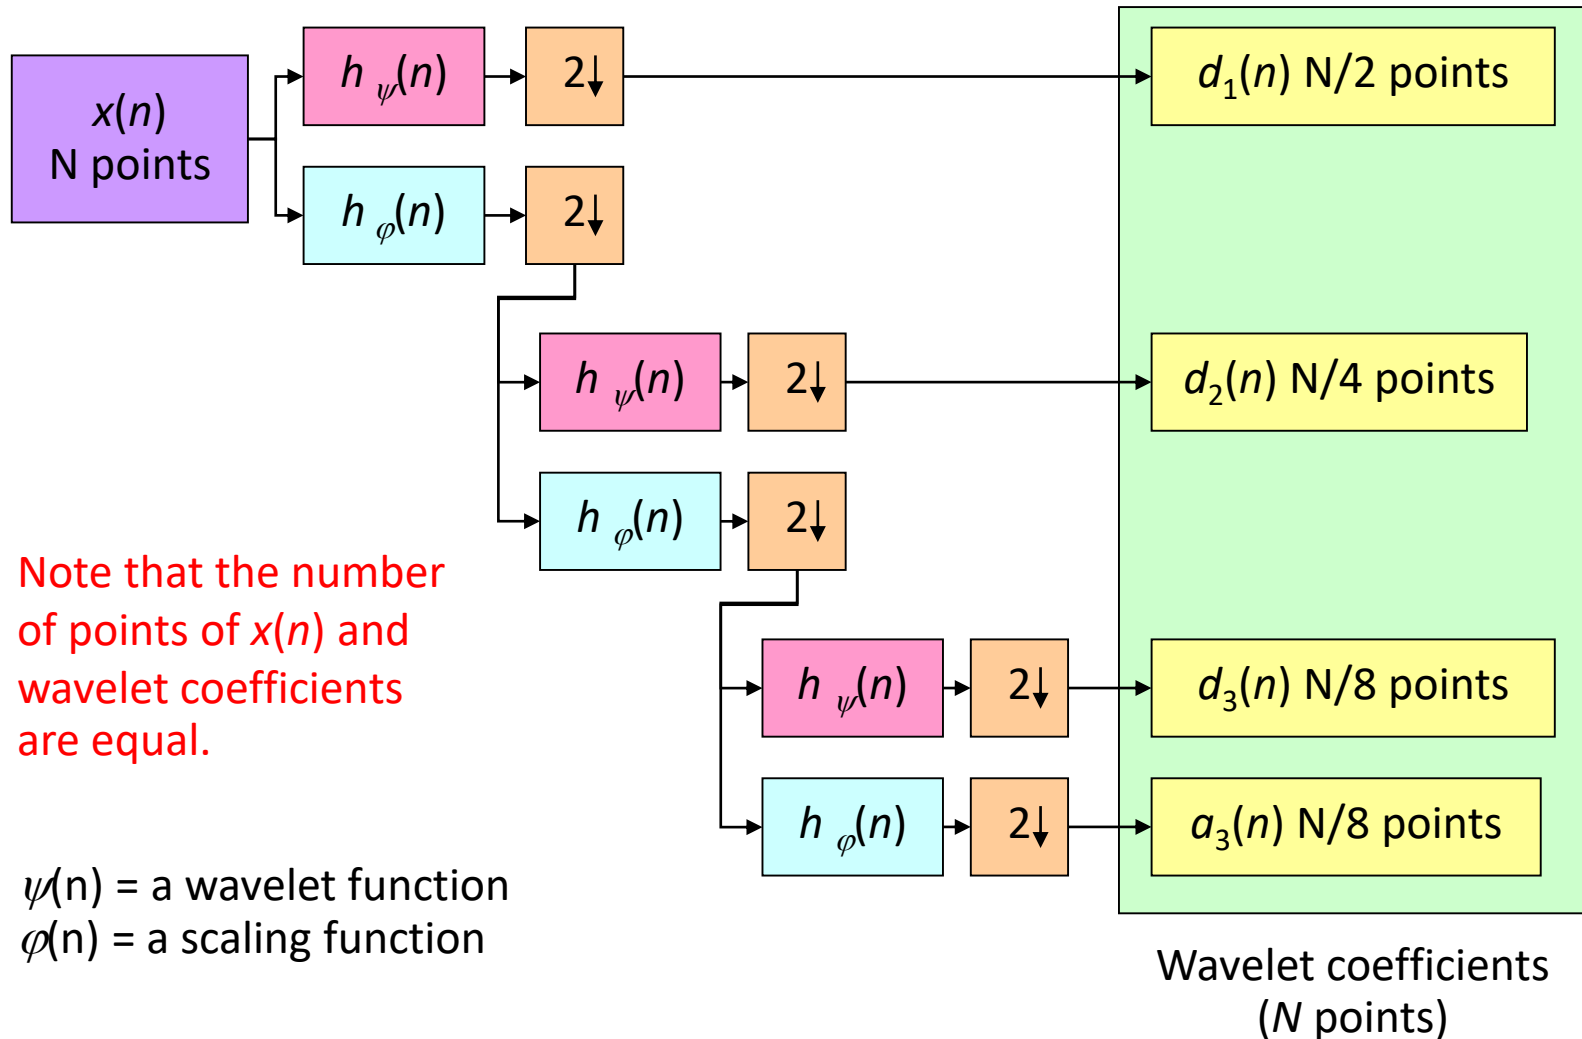 x(n)
N points
h ψ(n)
2↓
d1(n) N/2 points
h φ(n)
2↓
h ψ(n)
2↓
d2(n) N/4 points
h φ(n)
2↓
h ψ(n)
2↓
d3(n) N/8 points
h φ(n)
2↓
a3(n) N/8 points
Note that the number
of points of x(n) and
wavelet coefficients
are equal.
ψ(n) = a wavelet function
φ(n) = a scaling function
Wavelet coefficients
(N points)